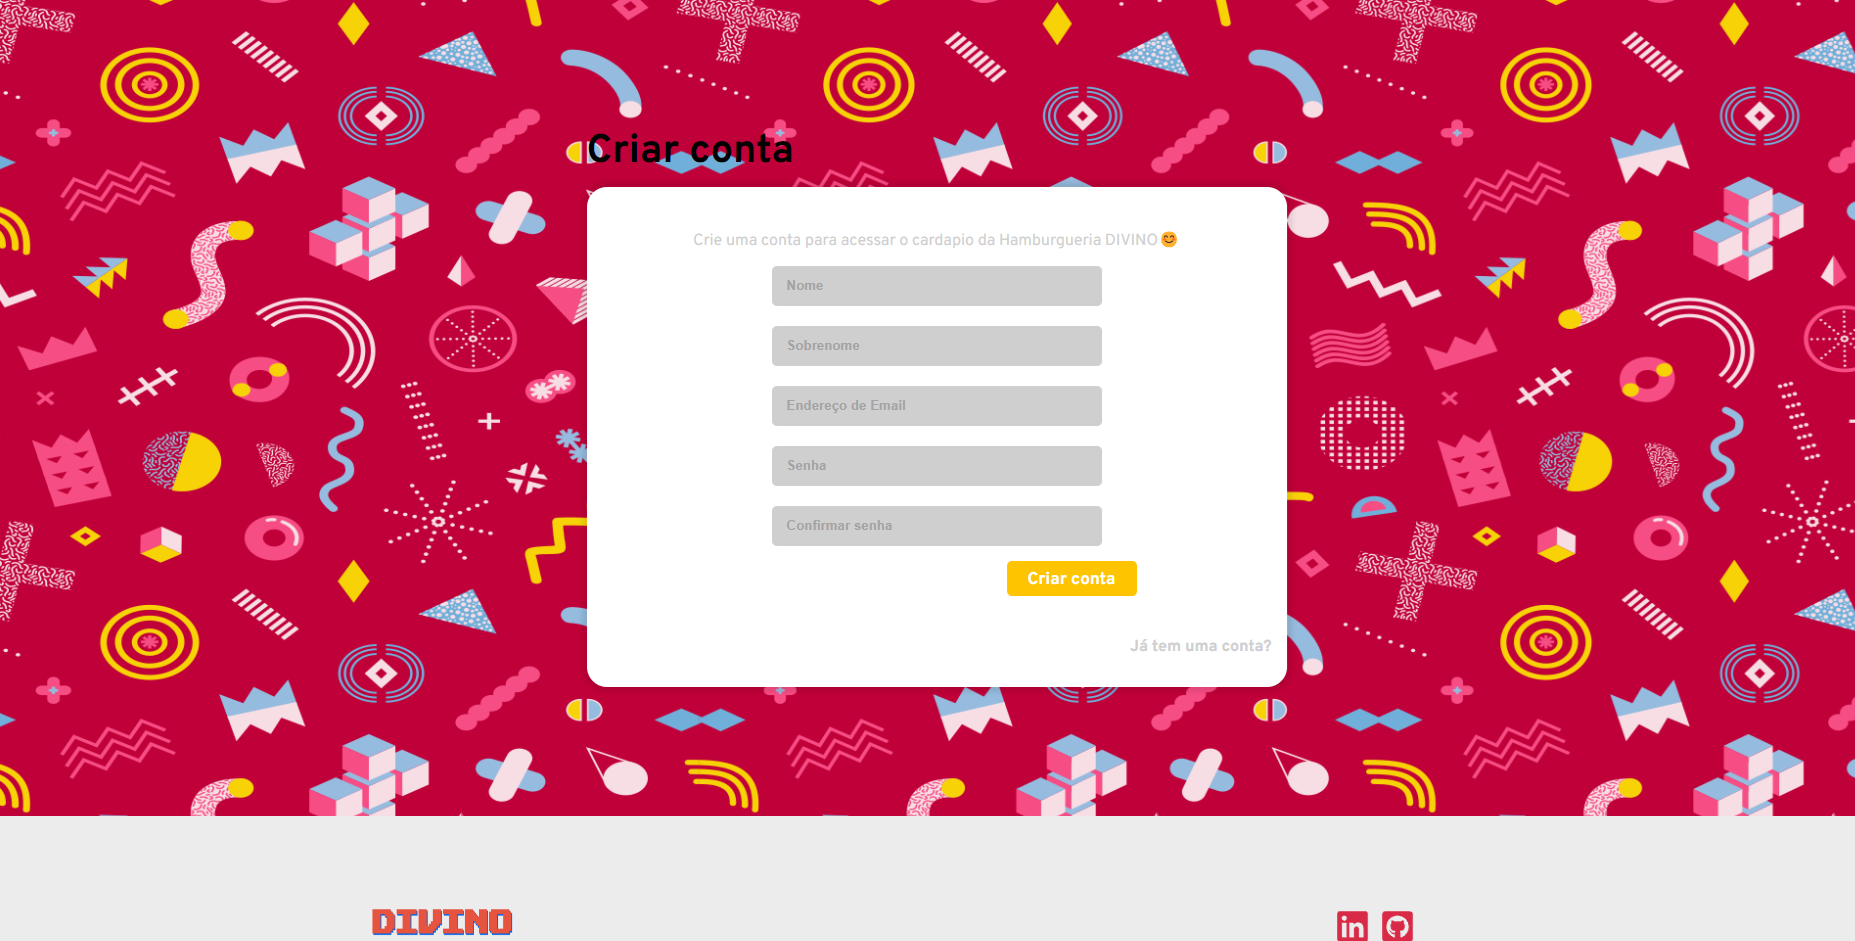 Criar conta
Crie uma conta para acessar o cardapio da Hamburgueria DIVINO😊
Nome
Sobrenome
Endereço de Email
Senha
Confirmar senha
Criar conta
Já tem uma conta?
DIVINO
in